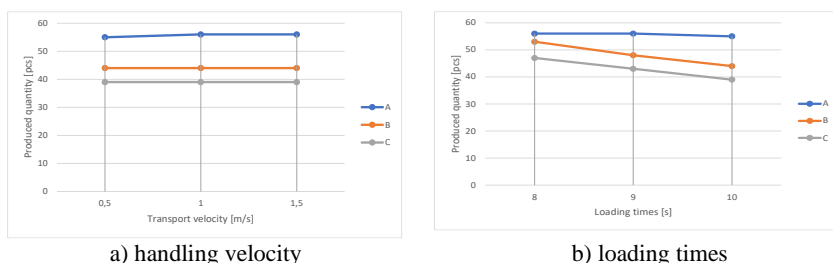 Produced quantity [pcs]
60
50
40
30
20
10
0
0,5 1 1,5
Transport velocity [m/s]
A
B
C
a) handling velocity
Produced quantity [pcs]
60
50
40
30
20
10
0
8 9 10
Loading times [s]
A
B
C
b) loading times